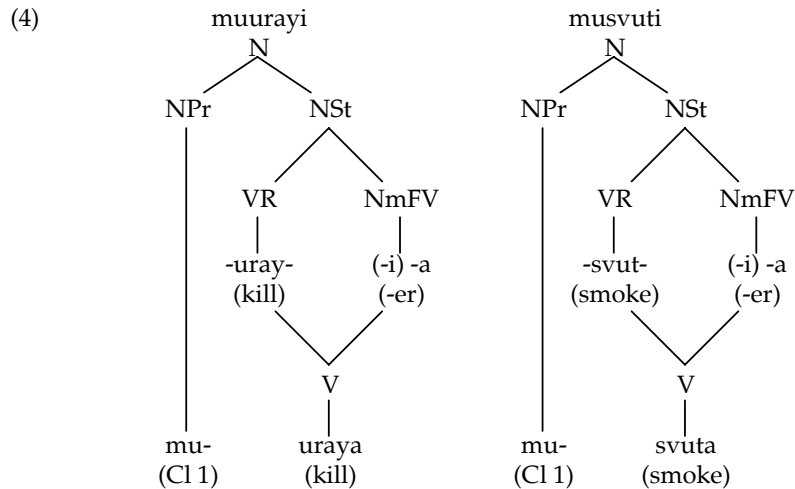 (4) muurayi musvuti
N N
NPr NSt NPr NSt
VR NmFV VR NmFV
-uray- (-i) -a -svut- (-i) -a
(kill) (-er) (smoke) (-er)
V V
mu- uraya mu- svuta
(Cl 1) (kill) (Cl 1) (smoke)